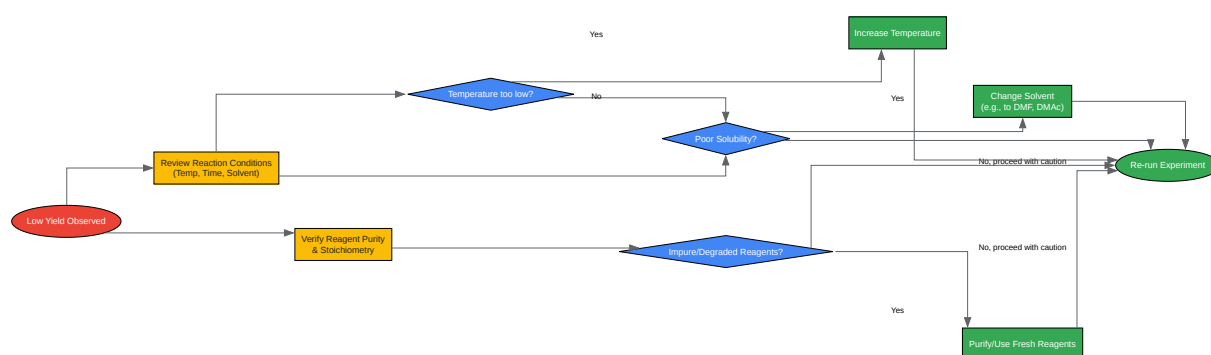 Yes
Increase Temperature
Temperature too low?
No
Yes
Change Solvent
(e.g., to DMF, DMAc)
Poor Solubility?
Review Reaction Conditions
(Temp, Time, Solvent)
No, proceed with caution
Re-run Experiment
Low Yield Observed
Verify Reagent Purity
& Stoichiometry
Impure/Degraded Reagents?
No, proceed with caution
Yes
Purify/Use Fresh Reagents